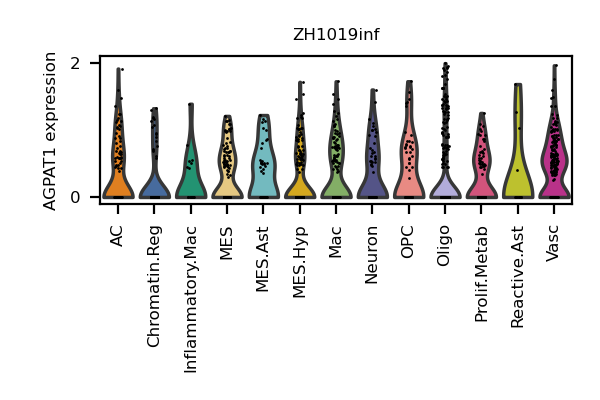 ZH1019inf
AGPAT1 expression
2
0
AC
Chromatin.Reg
Inflammatory.Mac
MES
MES.Ast
MES.Hyp
Mac
Neuron
OPC
Oligo
Prolif.Metab
Reactive.Ast
Vasc